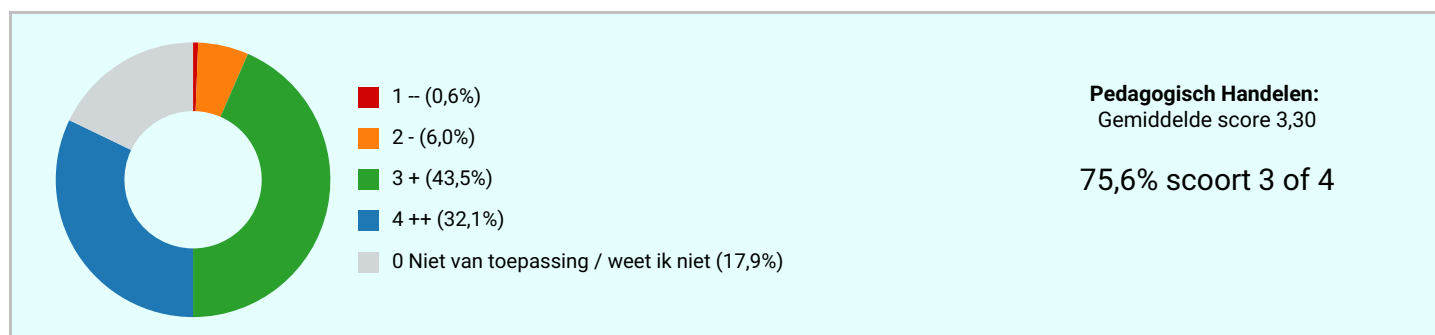 1 -- (0,6%)
2 - (6,0%)
3 + (43,5%)
4 ++ (32,1%)
0 Niet van toepassing / weet ik niet (17,9%)
Pedagogisch Handelen:
Gemiddelde score 3,30
75,6% scoort 3 of 4